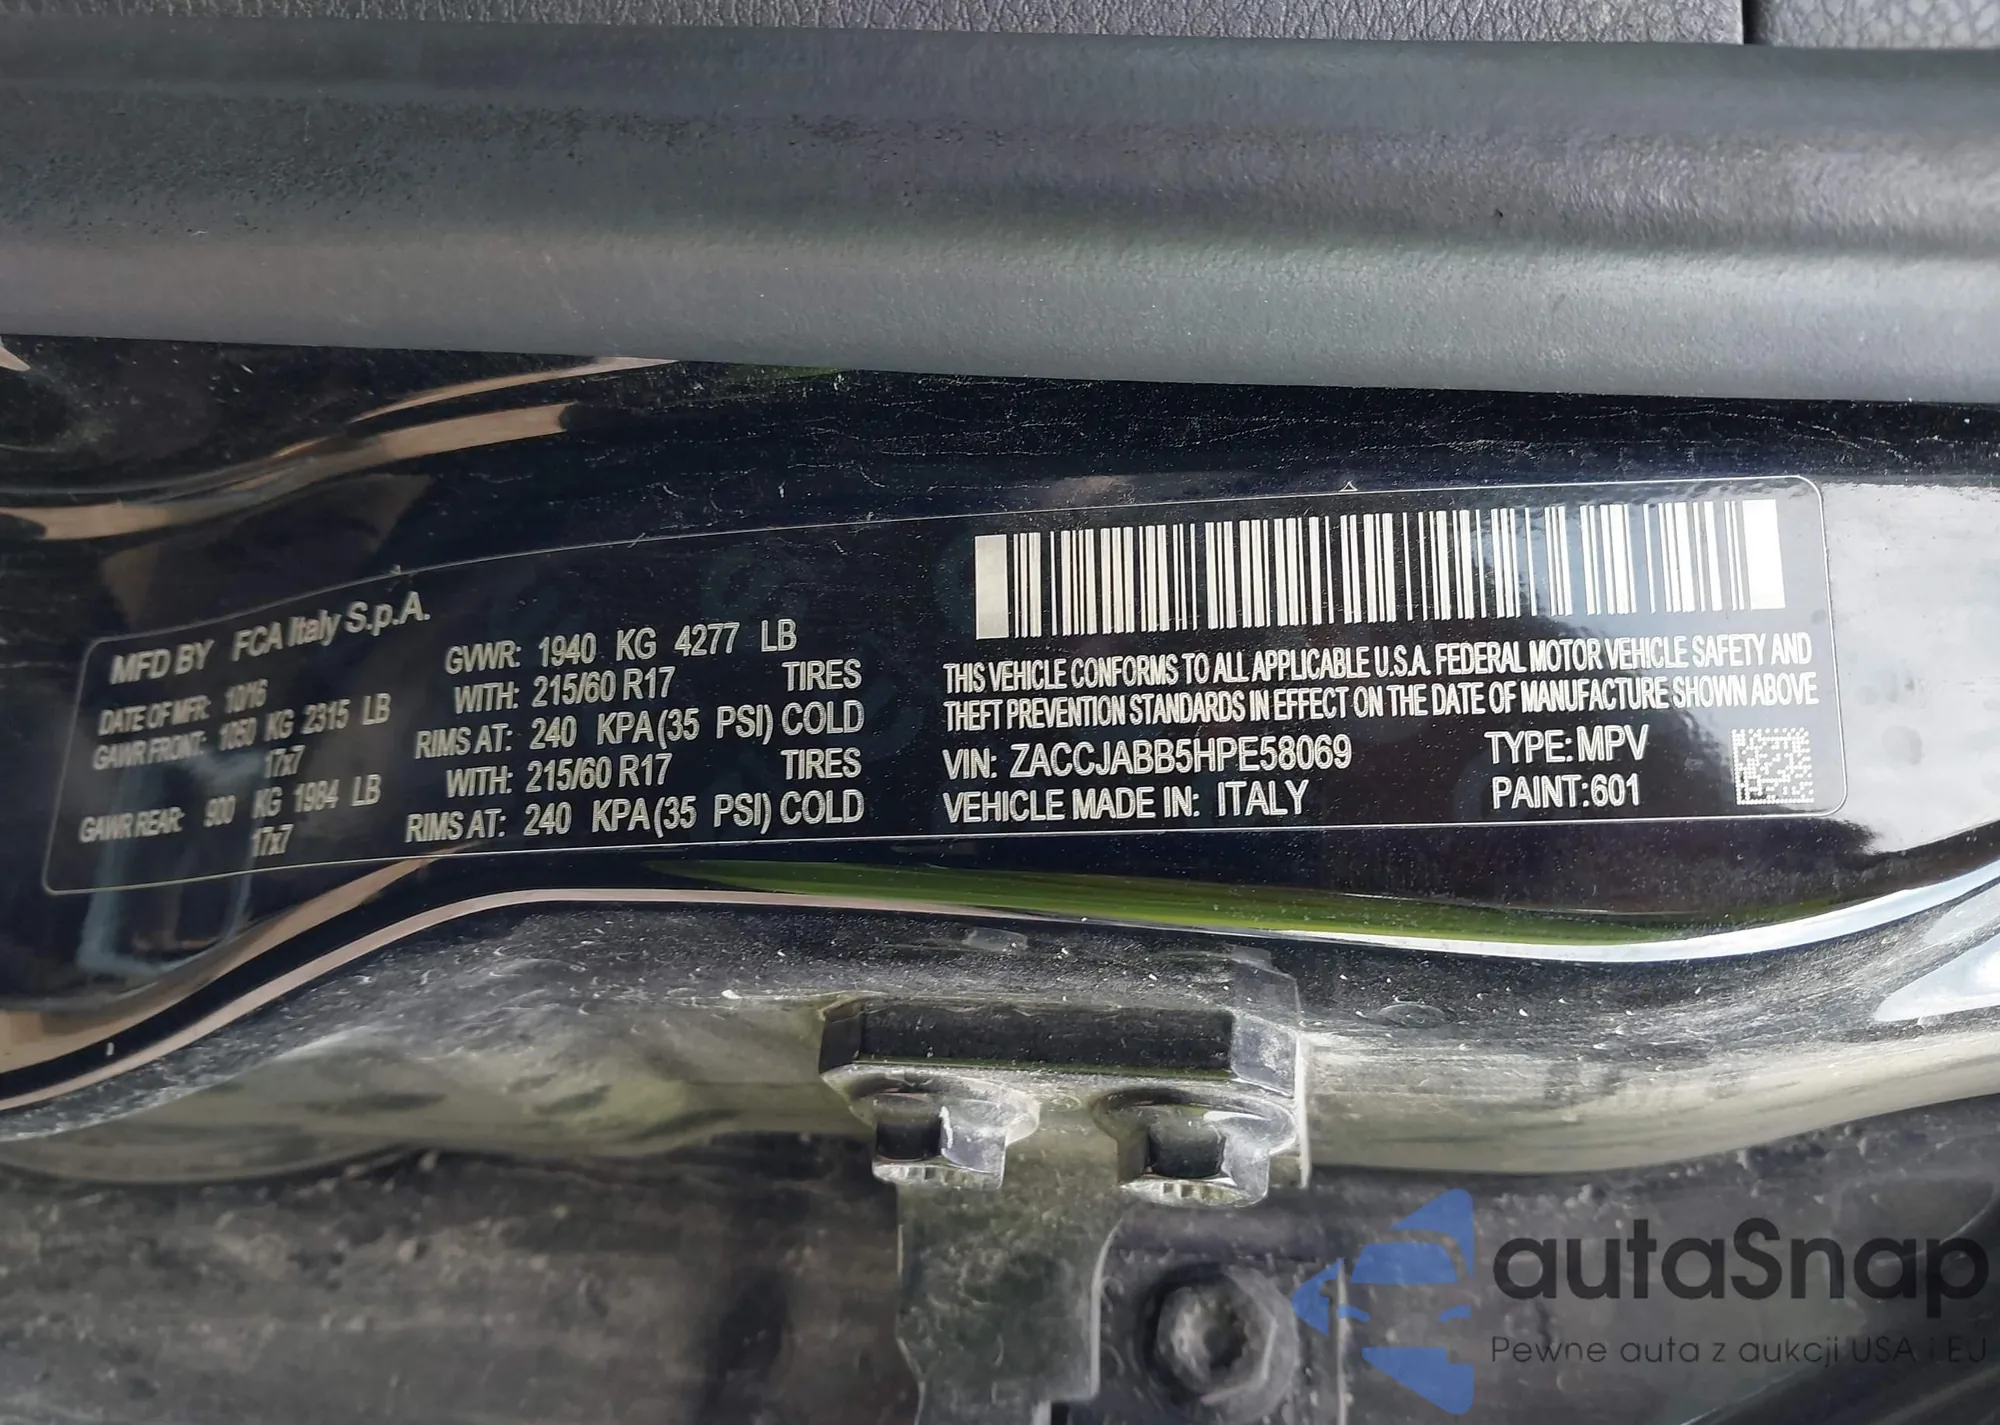 MFD BY FCA Italy S.p.A.
DATE OF MFR: 10/16 GVWR: 1940 KG 4277 LB
GAWR FRONT: 1050 KG 2315 LB WITH: 215/60 R17 TIRES
17x7 RIMS AT: 240 KPA(35 PSI) COLD
GAWR REAR: 900 KG 1984 LB WITH: 215/60 R17 TIRES
17x7 RIMS AT: 240 KPA(35 PSI) COLD
THIS VEHICLE CONFORMS TO ALL APPLICABLE U.S.A. FEDERAL MOTOR VEHICLE SAFETY AND
THEFT PREVENTION STANDARDS IN EFFECT ON THE DATE OF MANUFACTURE SHOWN ABOVE
VIN: ZACCJABB5HPE58069 TYPE: MPV
VEHICLE MADE IN: ITALY PAINT:601
autaSnap
Pewne auta z aukcji USA i EU